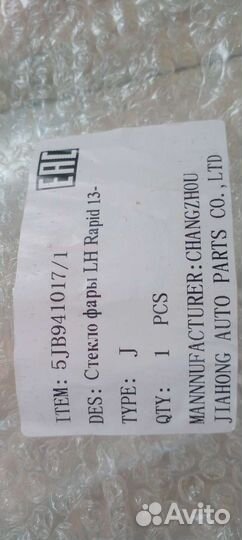 EAC
ITEM: 5JB941017/1
DES: Стекло фары LH Rapid 13-
TYPE: J
QTY: 1 PCS
MANNUFACTURER:CHANGZHOU
JIAHONG AUTO PARTS CO.,LTD
Avito